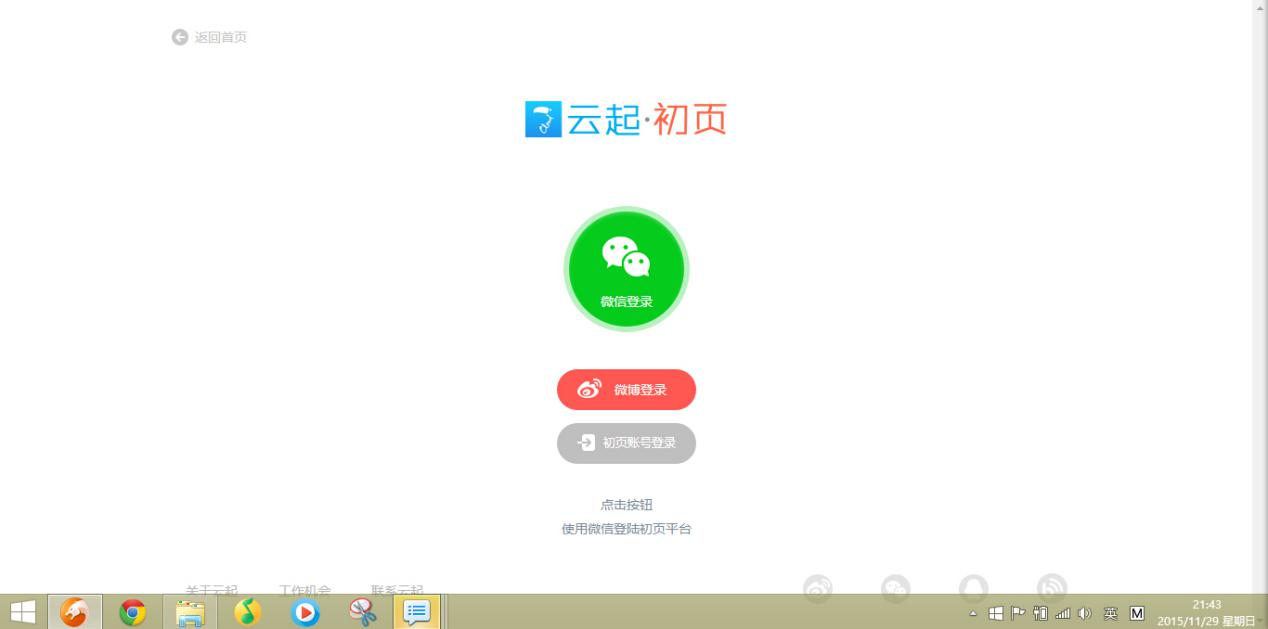 返回首页
云起·初页
微信登录
微博登录
初页账号登录
点击按钮
使用微信登陆初页平台
关于云起
工作机会
联系云起
英
M
21:43
2015/11/29 星期日